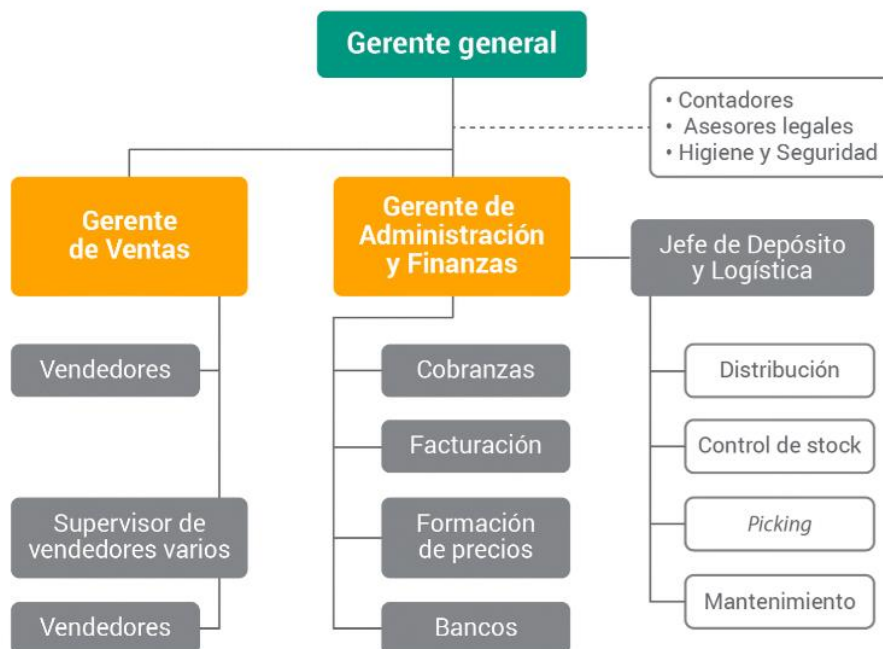 Gerente general
• Contadores
• Asesores legales
• Higiene y Seguridad
Gerente
de Ventas
Gerente de
Administración
y Finanzas
Jefe de Depósito
y Logística
Vendedores
Cobranzas
Distribución
Facturación
Control de stock
Supervisor de
vendedores varios
Formación
de precios
Picking
Vendedores
Bancos
Mantenimiento